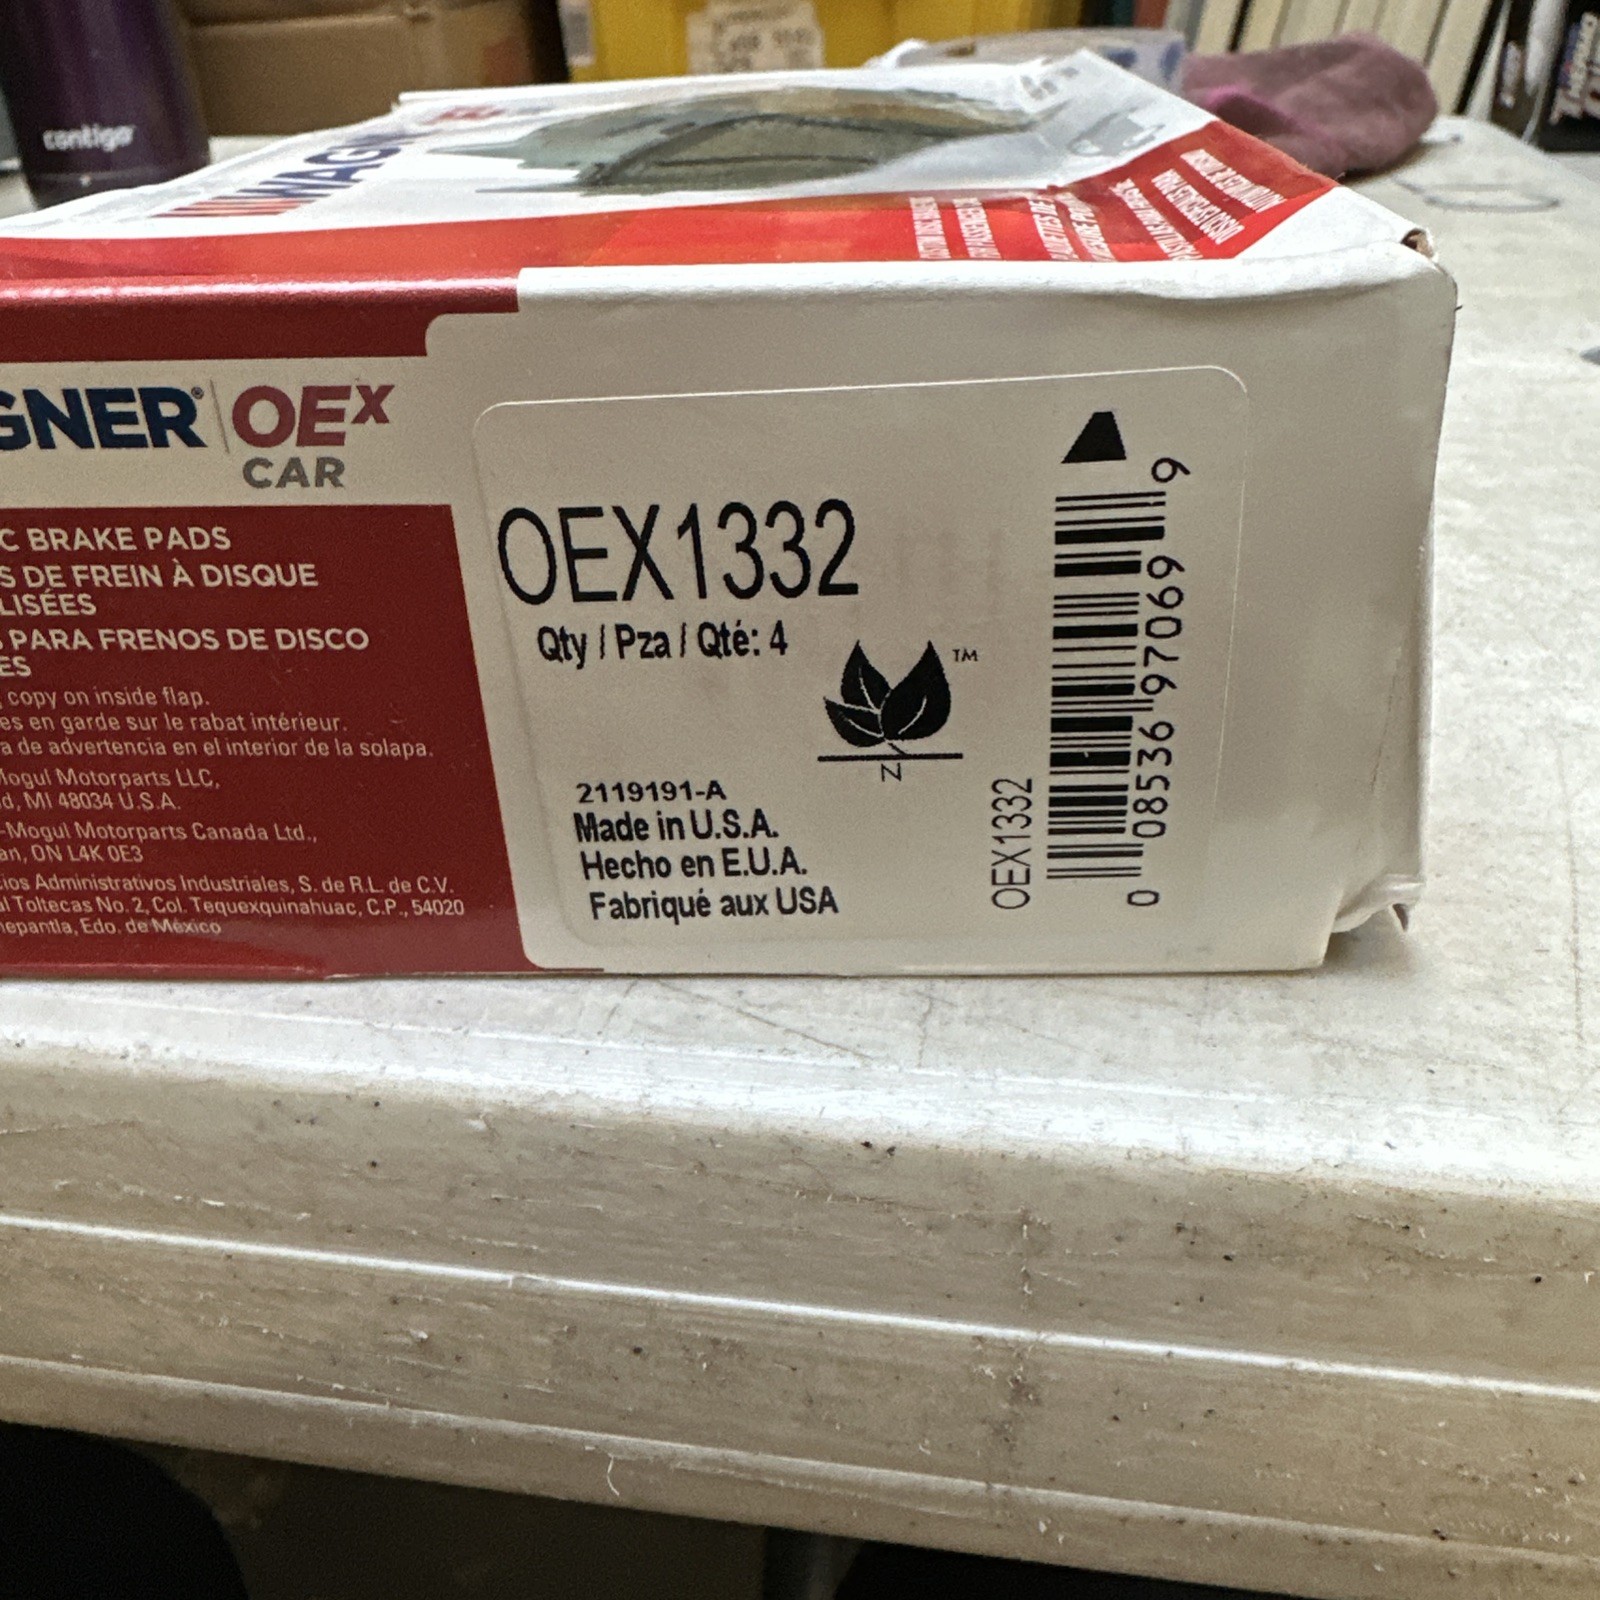 contigo
WAGN
GNER® OEX
CAR
C BRAKE PADS
S DE FREIN À DISQUE
LISÉES
PARA FRENOS DE DISCO
ES
copy on inside flap.
es en garde sur le rabat intérieur.
a de advertencia en el interior de la solapa.
Mogul Motorparts LLC,
d, MI 48034 U.S.A.
-Mogul Motorparts Canada Ltd.,
an, ON L4K 0E3
ios Administrativos Industriales, S. de R.L. de C.V.
al Toltecas No. 2, Col. Tequexquinahuac, C.P., 54020
nepantla, Edo. de México
OEX1332
Qty / Pza / Qté: 4
TM
N
2119191-A
Made in U.S.A.
Hecho en E.U.A.
Fabriqué aux USA
OEX1332
0 08536 97069 9